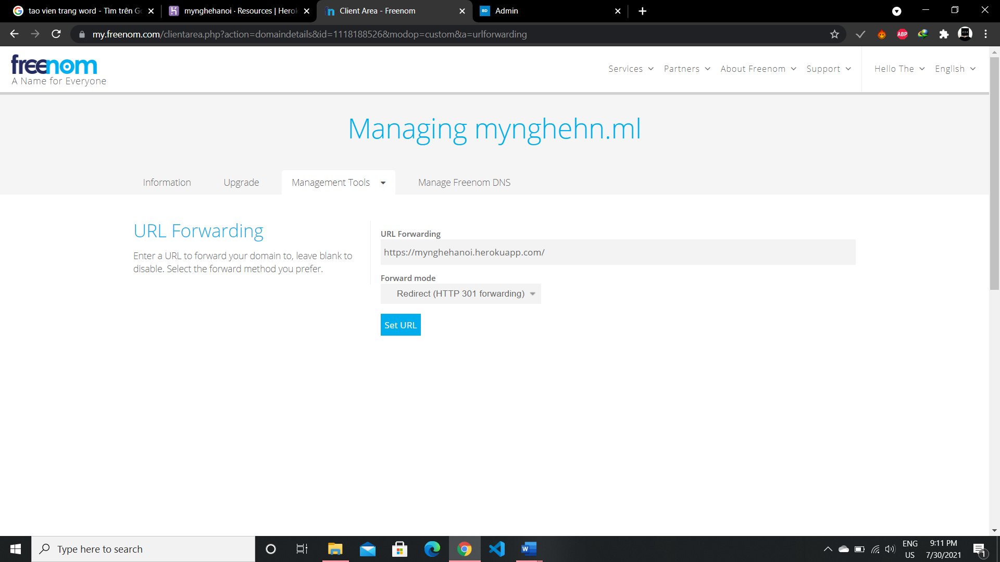 tao vien trang word - Tìm trên Go
mynghehanoi · Resources | Herok
Client Area - Freenom
BD
Admin
my.freenom.com/clientarea.php?action=domaindetails&id=1118188526&modop=custom&a=urlforwarding
ABP
freenom
A Name for Everyone
Services
Partners
About Freenom
Support
Hello The
English
Managing mynghehn.ml
Information
Upgrade
Management Tools
Manage Freenom DNS
URL Forwarding
Enter a URL to forward your domain to, leave blank to
disable. Select the forward method you prefer.
URL Forwarding
https://mynghehanoi.herokuapp.com/
Forward mode
Redirect (HTTP 301 forwarding)
Set URL
Type here to search
ENG
US
9:11 PM
7/30/2021
1